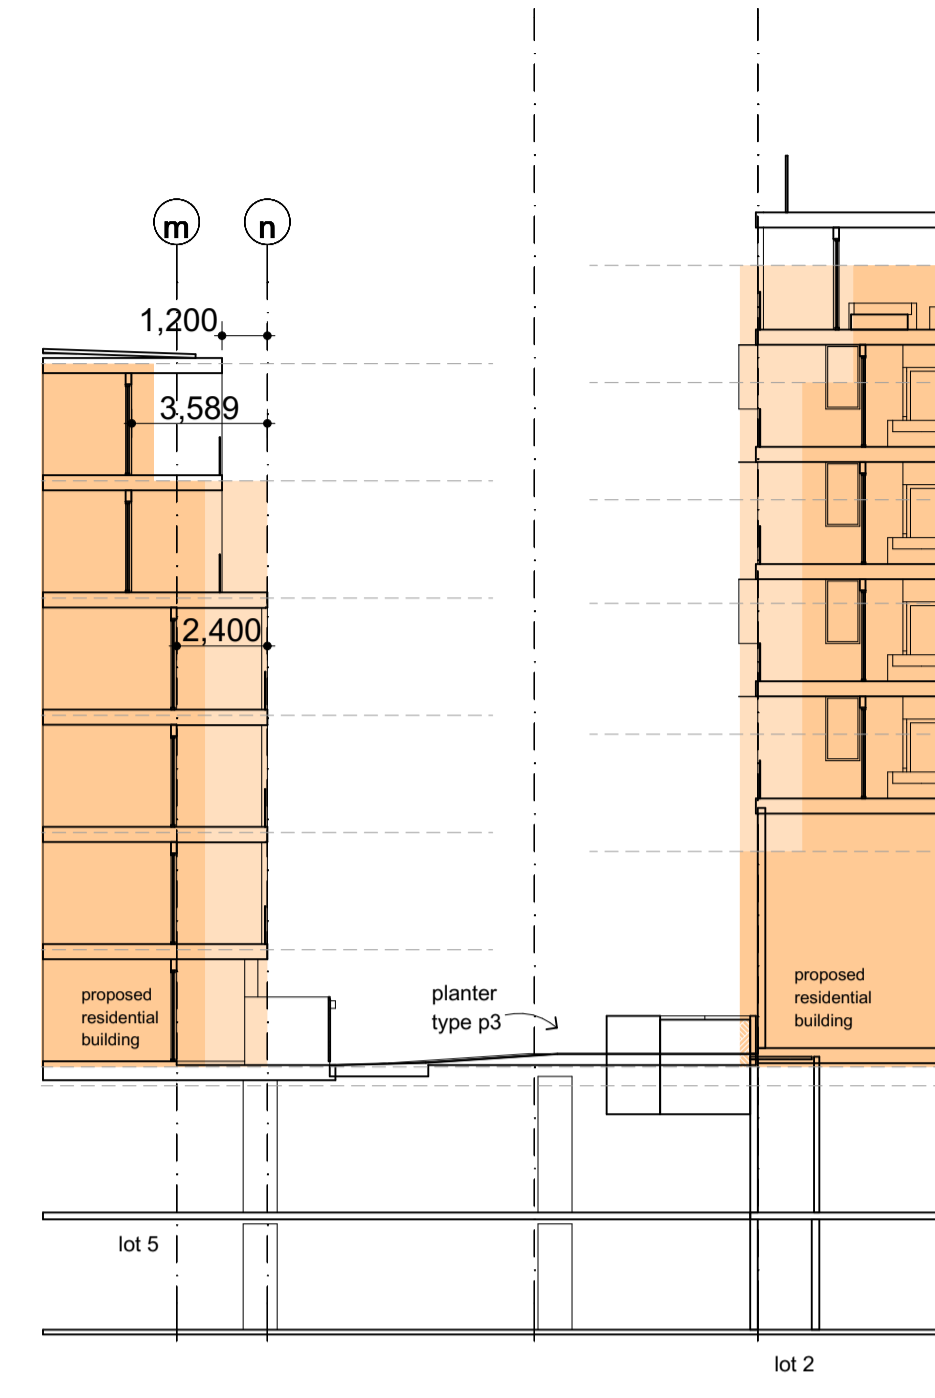 m
n
1,200
3,589
2,400
proposed
residential
building
planter
type p3
proposed
residential
building
lot 5
lot 2